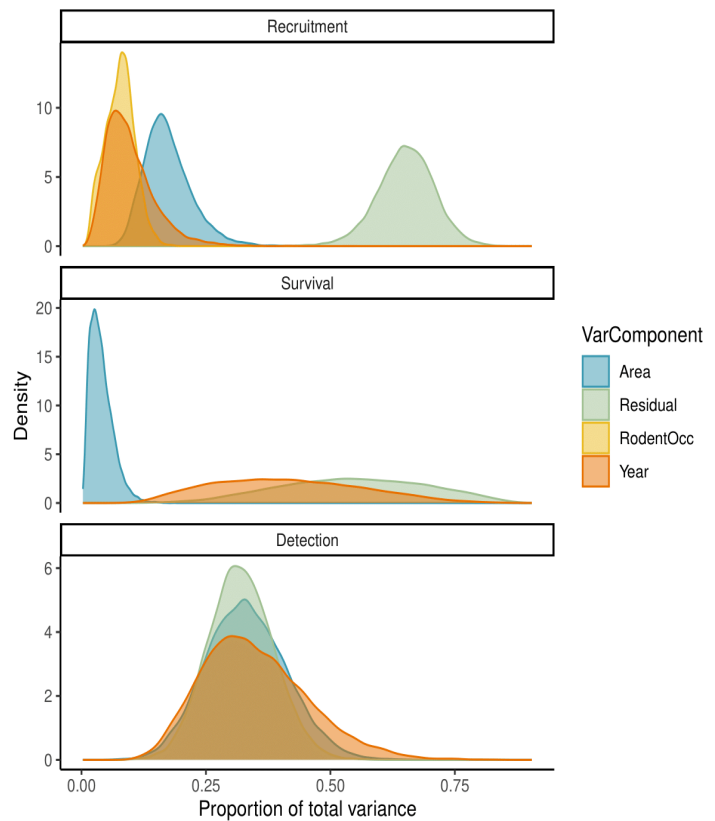 Recruitment
10
5
0
Survival
20
15
10
5
0
Detection
6
4
2
0
0.00 0.25 0.50 0.75
Proportion of total variance
Density
VarComponent
Area
Residual
RodentOcc
Year